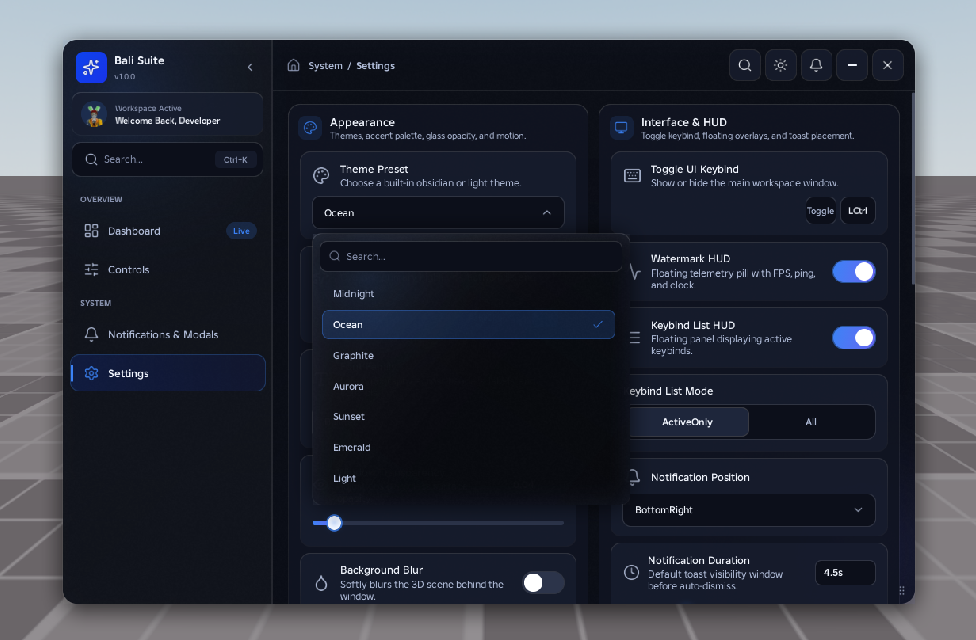 Bali Suite
v1.0.0
Workspace Active
Welcome Back, Developer
Search...
Ctrl+K
OVERVIEW
Dashboard
Live
Controls
SYSTEM
Notifications & Modals
Settings
System / Settings
Appearance
Themes, accent palette, glass opacity, and motion.
Theme Preset
Choose a built-in obsidian or light theme.
Ocean
Search...
Midnight
Ocean
Graphite
Aurora
Sunset
Emerald
Light
Background Blur
Softly blurs the 3D scene behind the
window.
Interface & HUD
Toggle keybind, floating overlays, and toast placement.
Toggle UI Keybind
Show or hide the main workspace window.
Toggle
LCtrl
Watermark HUD
Floating telemetry pill with FPS, ping,
and clock.
Keybind List HUD
Floating panel displaying active
keybinds.
eybind List Mode
ActiveOnly
All
Notification Position
BottomRight
Notification Duration
Default toast visibility window
before auto-dismiss.
4.5s